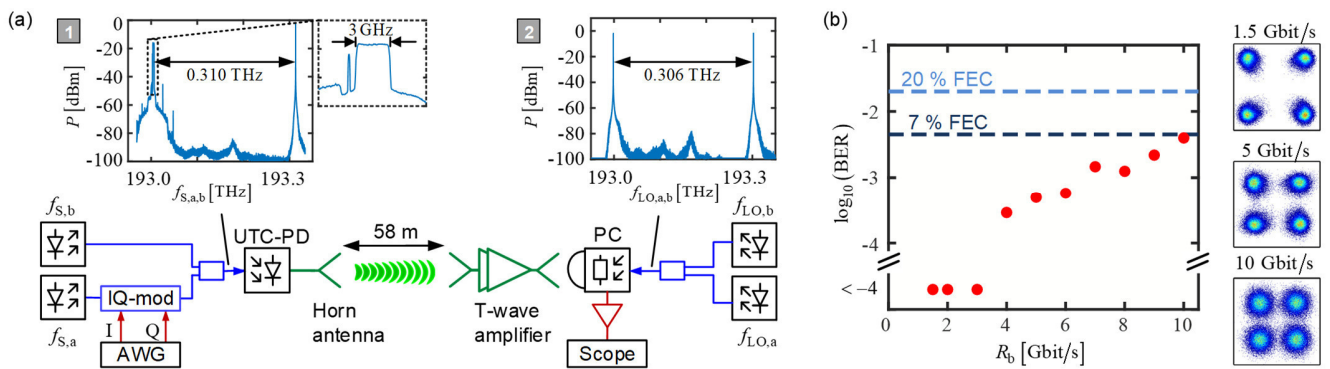 (a)
1
0
-20
-40
-60
-80
-100
P [dBm]
0.310 THz
193.0
193.3
f_S,a,b [THz]
3 GHz
2
0
-20
-40
-60
-80
-100
P [dBm]
0.306 THz
193.0
193.3
f_LO,a,b [THz]
f_S,b
f_S,a
IQ-mod
I
Q
AWG
UTC-PD
58 m
Horn
antenna
T-wave
amplifier
PC
Scope
f_LO,b
f_LO,a
(b)
-1
-2
-3
-4
< −4
log10 (BER)
20 % FEC
7 % FEC
0
2
4
6
8
10
R_b [Gbit/s]
1.5 Gbit/s
5 Gbit/s
10 Gbit/s